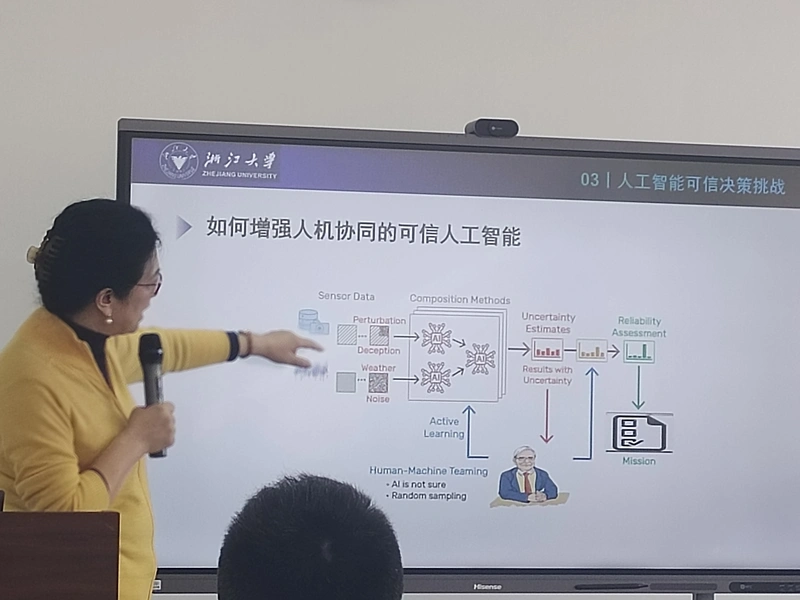 浙江大学
ZHEJIANG UNIVERSITY
03 | 人工智能可信决策挑战
如何增强人机协同的可信人工智能
Sensor Data
Composition Methods
Perturbation
Deception
Weather
Noise
AI
AI
AI
Uncertainty
Estimates
Results with
Uncertainty
Reliability
Assessment
Active
Learning
Human-Machine Teaming
• AI is not sure
• Random sampling
Mission
Hisense